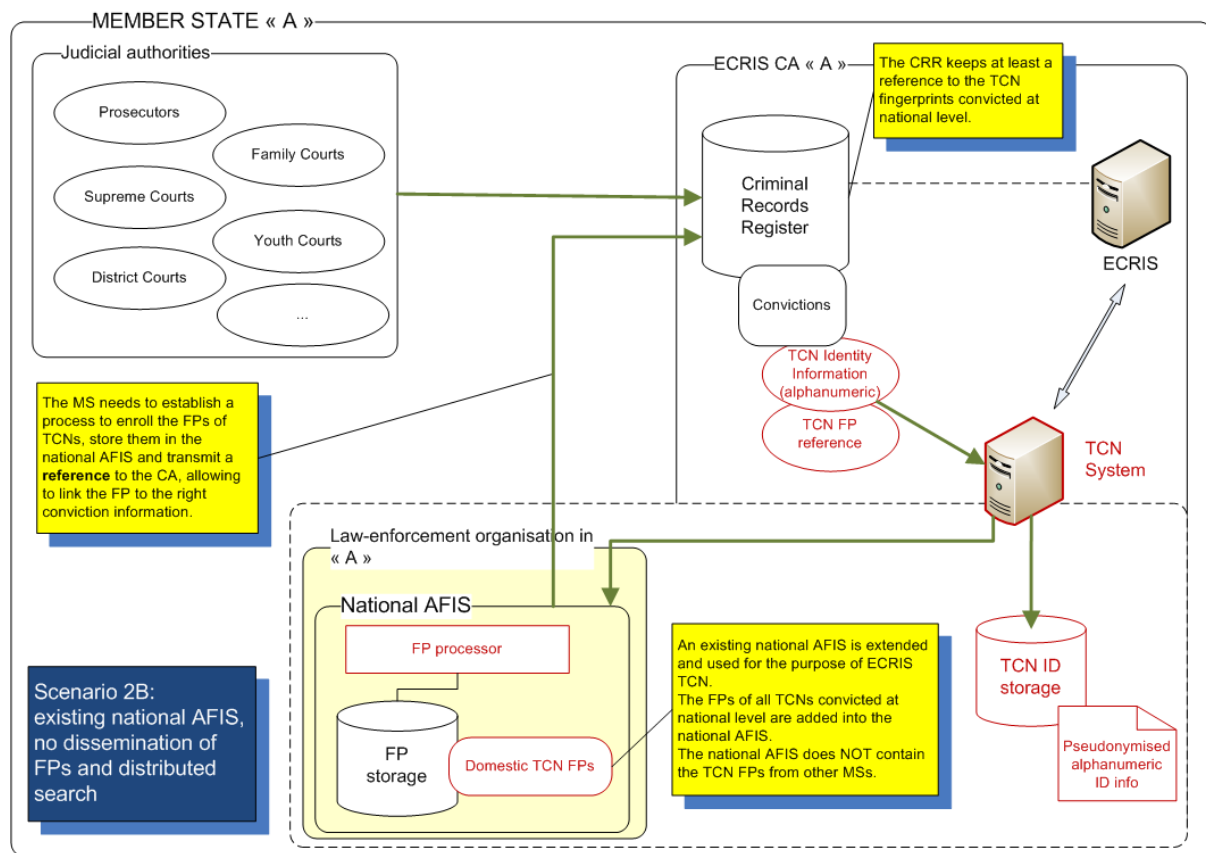 MEMBER STATE « A »
Judicial authorities
Prosecutors
Family Courts
Supreme Courts
Youth Courts
District Courts
...
ECRIS CA « A »
The CRR keeps at least a
reference to the TCN
fingerprints convicted at
national level.
Criminal
Records
Register
Convictions
ECRIS
TCN Identity
Information
(alphanumeric)
TCN FP
reference
TCN
System
The MS needs to establish a
process to enroll the FPs of
TCNs, store them in the
national AFIS and transmit a
reference to the CA, allowing
to link the FP to the right
conviction information.
Law-enforcement organisation in
« A »
National AFIS
FP processor
FP
storage
Domestic TCN FPs
An existing national AFIS is extended
and used for the purpose of ECRIS
TCN.
The FPs of all TCNs convicted at
national level are added into the
national AFIS.
The national AFIS does NOT contain
the TCN FPs from other MSs.
TCN ID
storage
Pseudonymised
alphanumeric
ID info
Scenario 2B:
existing national AFIS,
no dissemination of
FPs and distributed
search